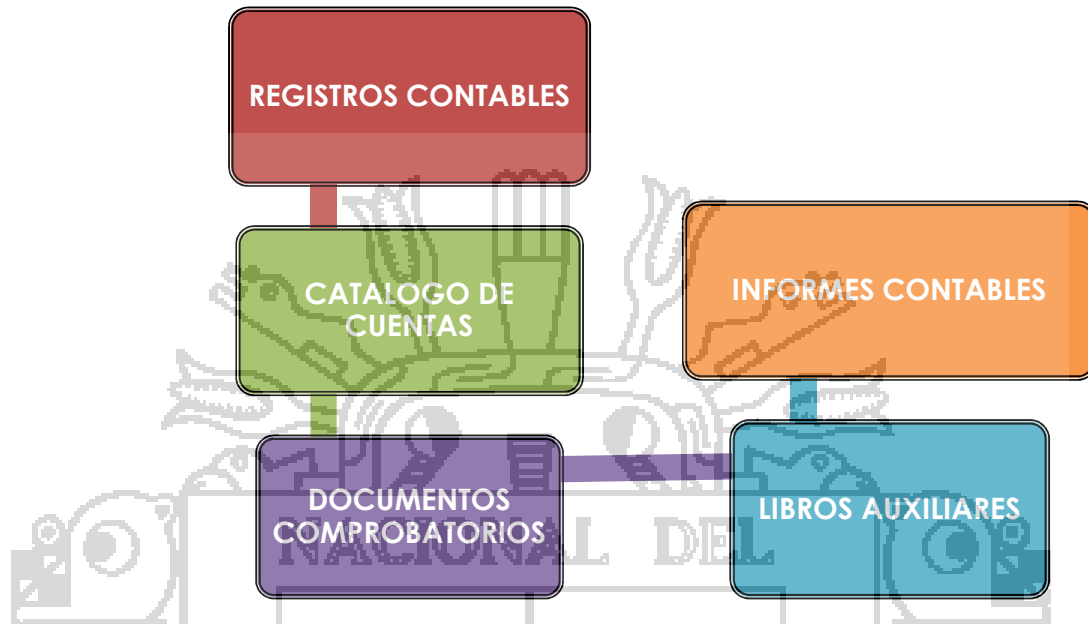 REGISTROS CONTABLES
CATALOGO DE
CUENTAS
DOCUMENTOS
COMPROBATORIOS
LIBROS AUXILIARES
INFORMES CONTABLES
NACIONAL DEL